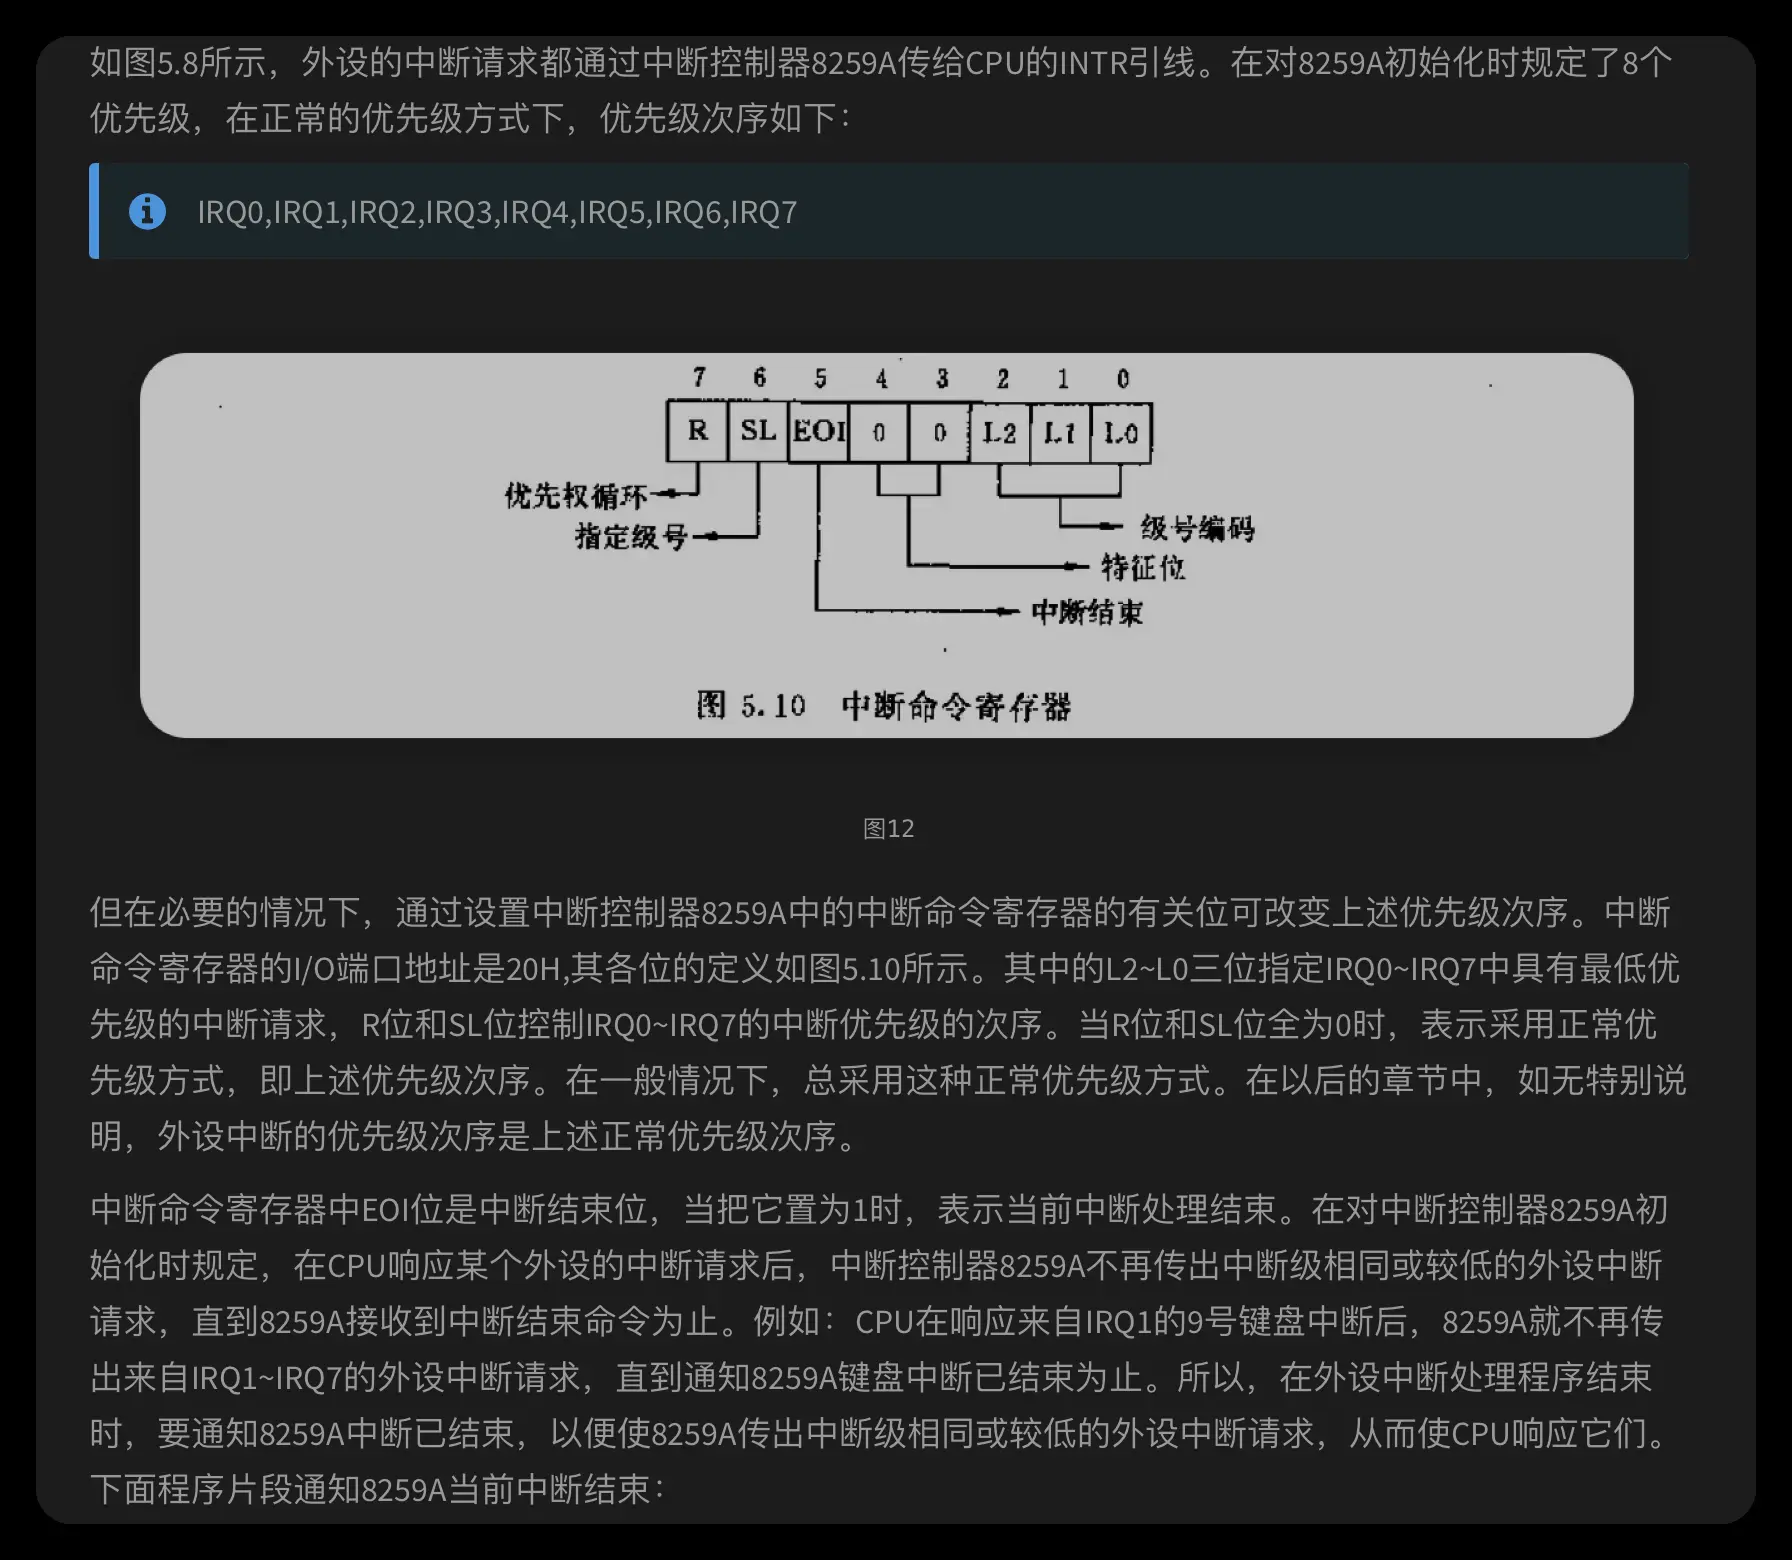 如图5.8所示，外设的中断请求都通过中断控制器8259A传给CPU的INTR引线。在对8259A初始化时规定了8个
优先级，在正常的优先级方式下，优先级次序如下：
IRQ0,IRQ1,IRQ2,IRQ3,IRQ4,IRQ5,IRQ6,IRQ7
7 6 5 4 3 2 1 0
R SL EOI 0 0 L2 L1 L0
优先权循环
指定级号
级号编码
特征位
中断结束
图 5.10 中断命令寄存器
图12
但在必要的情况下，通过设置中断控制器8259A中的中断命令寄存器的有关位可改变上述优先级次序。中断
命令寄存器的I/O端口地址是20H,其各位的定义如图5.10所示。其中的L2~L0三位指定IRQ0~IRQ7中具有最低优
先级的中断请求，R位和SL位控制IRQ0~IRQ7的中断优先级的次序。当R位和SL位全为0时，表示采用正常优
先级方式，即上述优先级次序。在一般情况下，总采用这种正常优先级方式。在以后的章节中，如无特别说
明，外设中断的优先级次序是上述正常优先级次序。
中断命令寄存器中EOI位是中断结束位，当把它置为1时，表示当前中断处理结束。在对中断控制器8259A初
始化时规定，在CPU响应某个外设的中断请求后，中断控制器8259A不再传出中断级相同或较低的外设中断
请求，直到8259A接收到中断结束命令为止。例如：CPU在响应来自IRQ1的9号键盘中断后，8259A就不再传
出来自IRQ1~IRQ7的外设中断请求，直到通知8259A键盘中断已结束为止。所以，在外设中断处理程序结束
时，要通知8259A中断已结束，以便使8259A传出中断级相同或较低的外设中断请求，从而使CPU响应它们。
下面程序片段通知8259A当前中断结束：